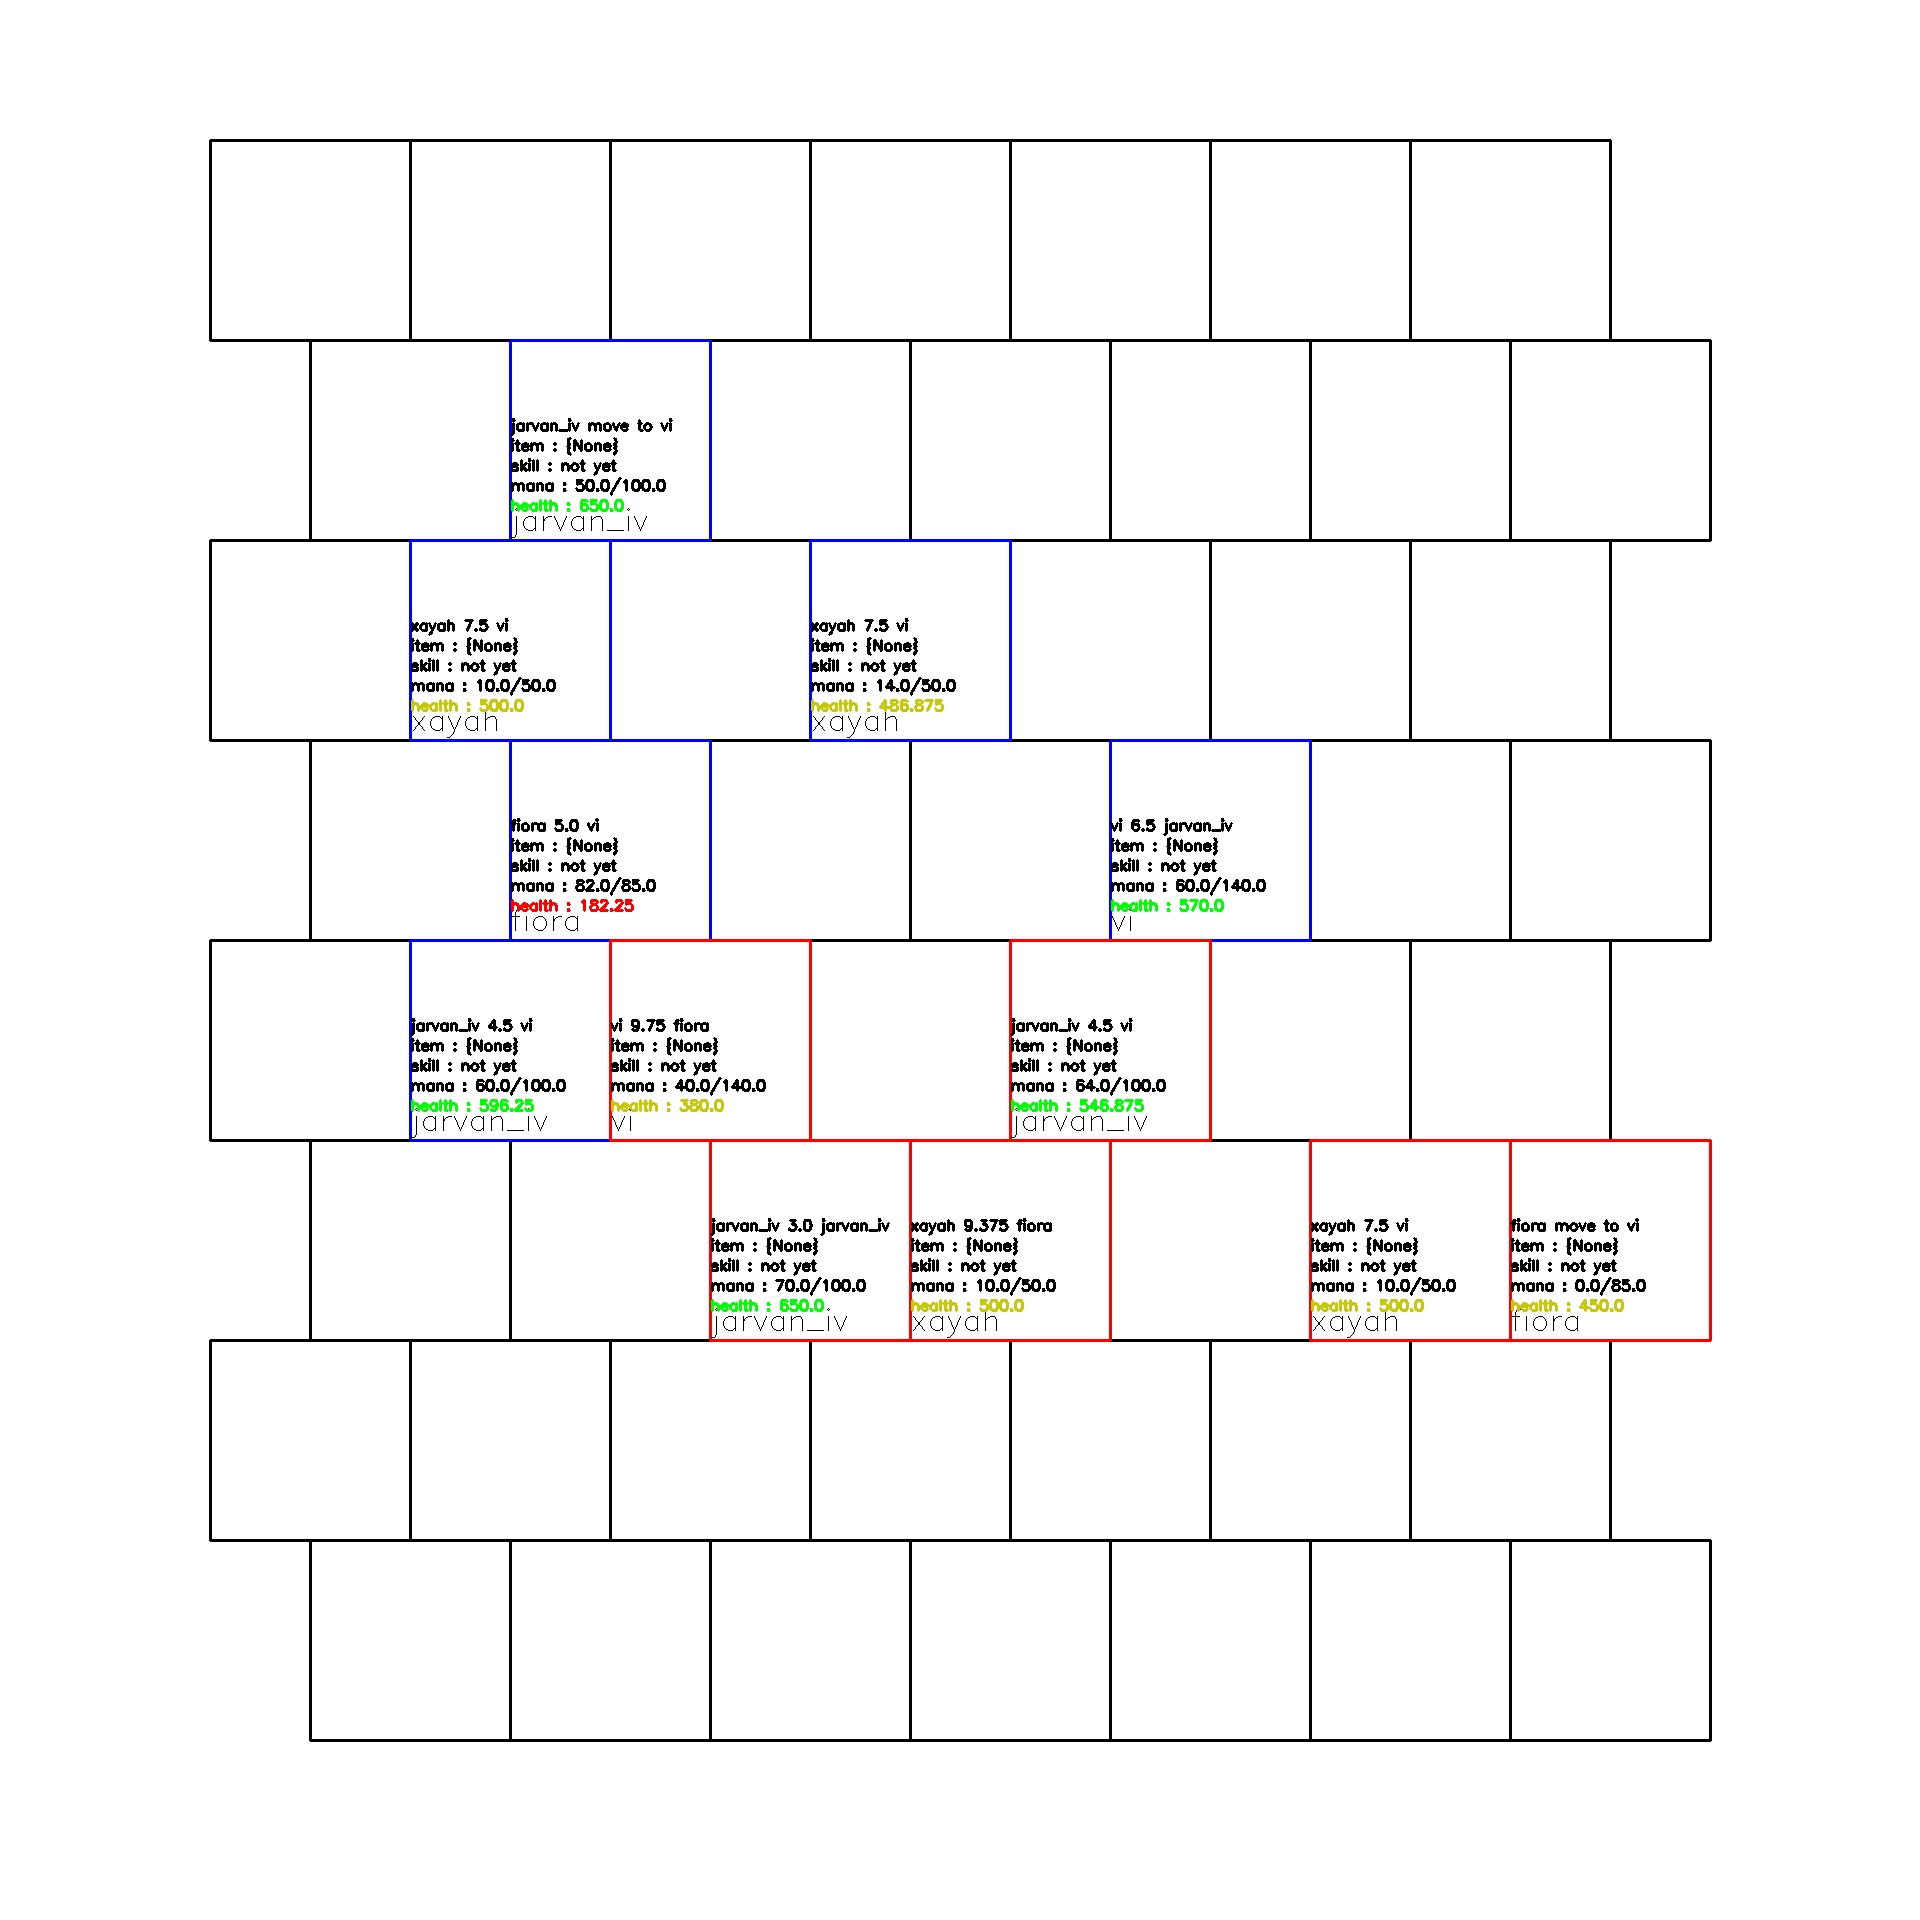 jarvan_iv move to vi
item : {None}
skill : not yet
mana : 50.0/100.0
health : 650.0
jarvan_iv
xayah 7.5 vi
item : {None}
skill : not yet
mana : 10.0/50.0
health : 500.0
xayah
xayah 7.5 vi
item : {None}
skill : not yet
mana : 14.0/50.0
health : 486.875
xayah
fiora 5.0 vi
item : {None}
skill : not yet
mana : 82.0/85.0
health : 182.25
fiora
vi 6.5 jarvan_iv
item : {None}
skill : not yet
mana : 60.0/140.0
health : 570.0
vi
jarvan_iv 4.5 vi
item : {None}
skill : not yet
mana : 60.0/100.0
health : 596.25
jarvan_iv
vi 9.75 fiora
item : {None}
skill : not yet
mana : 40.0/140.0
health : 380.0
vi
jarvan_iv 4.5 vi
item : {None}
skill : not yet
mana : 64.0/100.0
health : 546.875
jarvan_iv
jarvan_iv 3.0 jarvan_iv
item : {None}
skill : not yet
mana : 70.0/100.0
health : 650.0
jarvan_iv
xayah 9.375 fiora
item : {None}
skill : not yet
mana : 10.0/50.0
health : 500.0
xayah
xayah 7.5 vi
item : {None}
skill : not yet
mana : 10.0/50.0
health : 500.0
xayah
fiora move to vi
item : {None}
skill : not yet
mana : 0.0/85.0
health : 450.0
fiora